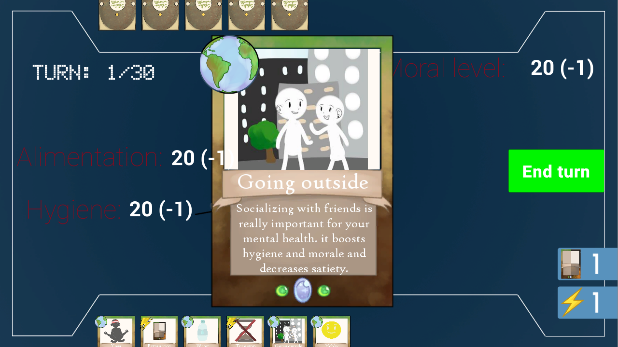 TURN: 1/30
Mora level: 20 (-1)
Alimentation: 20 (-1
Hygiene: 20 (-1)
End turn
Going outside
Socializing with friends is
really important for your
mental health. it boosts
hygiene and morale and
decreases satiety.
1
1